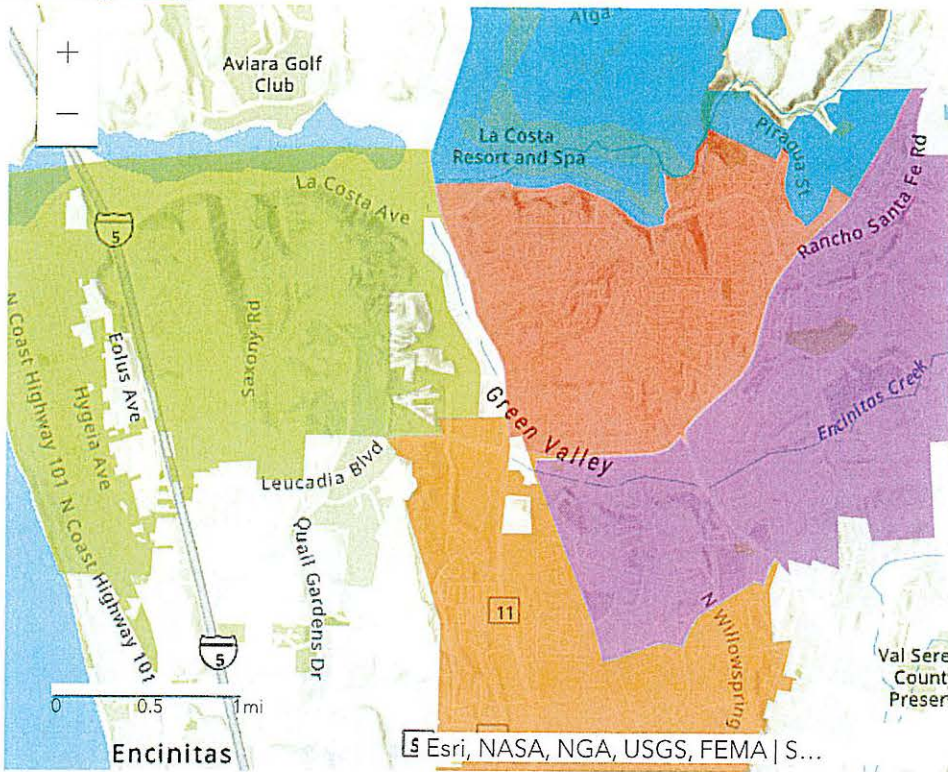 +
−
Aviara Golf
Club
Alga
La Costa
Resort and Spa
Piragua St
Rancho Santa Fe Rd
La Costa Ave
5
Saxony Rd
Eolus Ave
Hygeia Ave
N Coast Highway 101
N Coast Highway 101
Green Valley
Encinitas Creek
Leucadia Blvd
Quail Gardens Dr
11
N Willowspring
5
Val Sere
Count
Preser
0 0.5 1mi
Encinitas
S
Esri, NASA, NGA, USGS, FEMA | S...